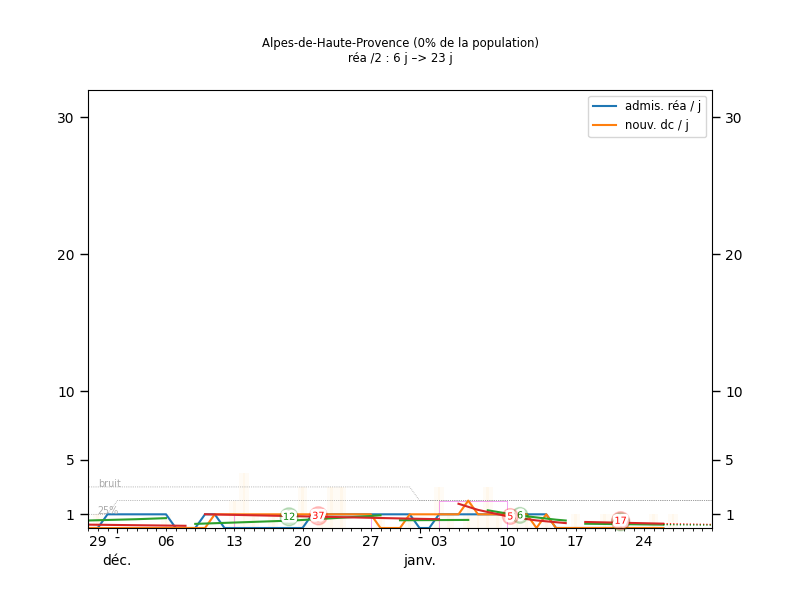 Alpes-de-Haute-Provence (0% de la population)
réa /2 : 6 j –> 23 j
admis. réa / j
nouv. dc / j
30 30
20 20
10 10
5 5
bruit
25%
1 12 37 5 6 17 1
29 06 13 20 27 03 10 17 24
déc. janv.